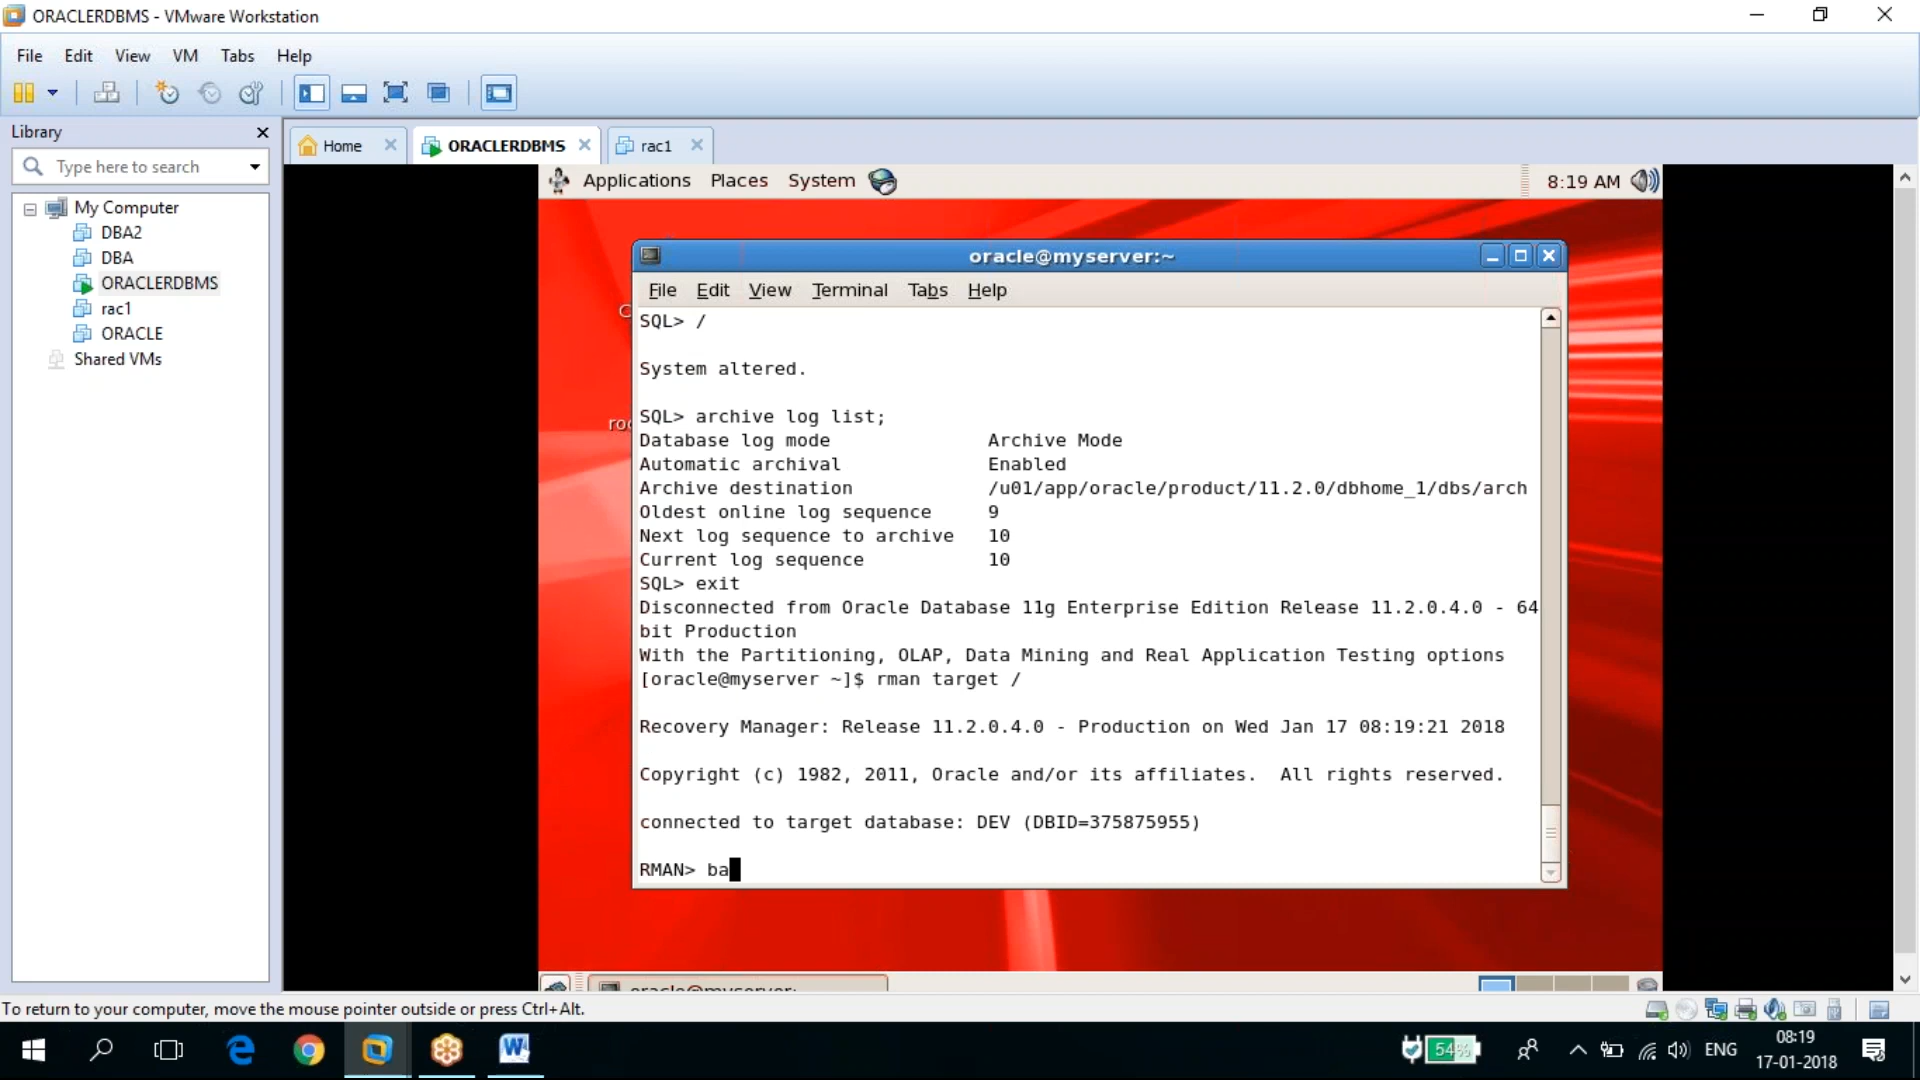 ORACLERDBMS - VMware Workstation
File Edit View VM Tabs Help
Library
Type here to search
My Computer
DBA2
DBA
ORACLERDBMS
rac1
ORACLE
Shared VMs
Home ORACLERDBMS rac1
Applications Places System 8:19 AM
oracle@myserver:~
File Edit View Terminal Tabs Help
SQL> /
System altered.
SQL> archive log list;
Database log mode Archive Mode
Automatic archival Enabled
Archive destination /u01/app/oracle/product/11.2.0/dbhome_1/dbs/arch
Oldest online log sequence 9
Next log sequence to archive 10
Current log sequence 10
SQL> exit
Disconnected from Oracle Database 11g Enterprise Edition Release 11.2.0.4.0 - 64
bit Production
With the Partitioning, OLAP, Data Mining and Real Application Testing options
[oracle@myserver ~]$ rman target /
Recovery Manager: Release 11.2.0.4.0 - Production on Wed Jan 17 08:19:21 2018
Copyright (c) 1982, 2011, Oracle and/or its affiliates.  All rights reserved.
connected to target database: DEV (DBID=375875955)
RMAN> ba
oracle@myserver:
To return to your computer, move the mouse pointer outside or press Ctrl+Alt.
54%
ENG
08:19
17-01-2018